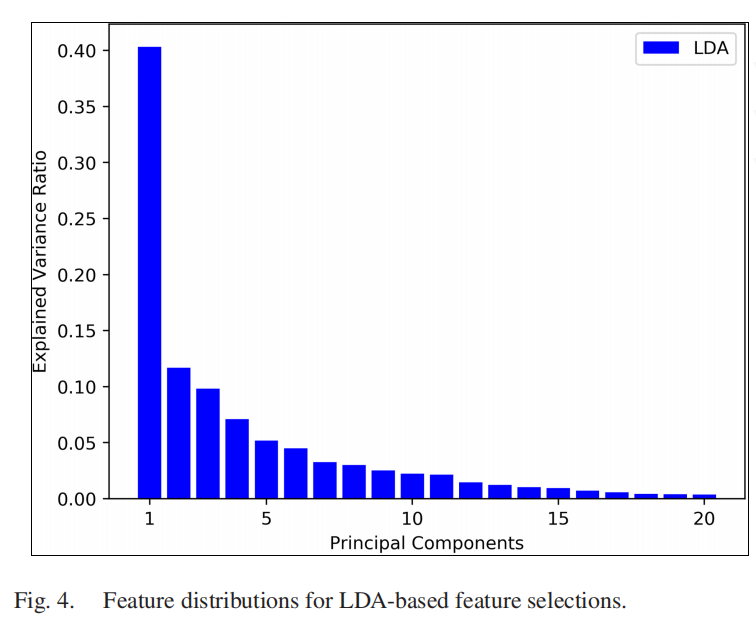 LDA
0.40
0.35
0.30
0.25
0.20
0.15
0.10
0.05
0.00
Explained Variance Ratio
1 5 10 15 20
Principal Components
Fig. 4. Feature distributions for LDA-based feature selections.